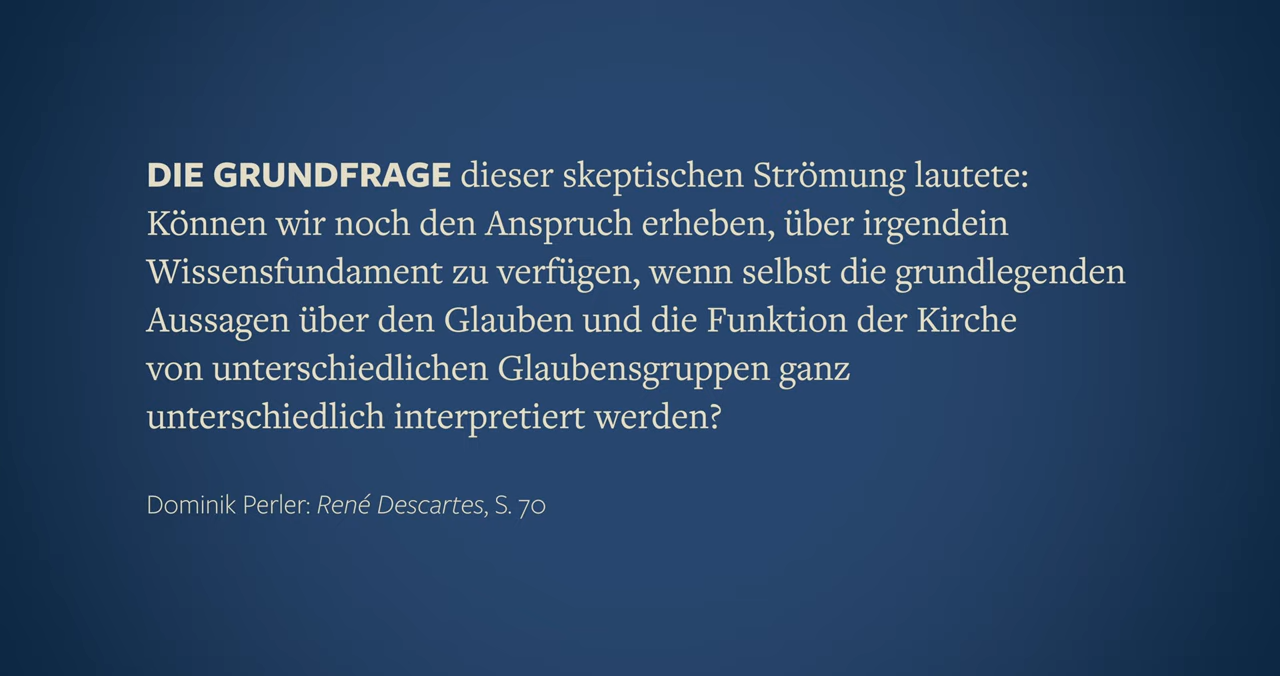 DIE GRUNDFRAGE dieser skeptischen Strömung lautete:
Können wir noch den Anspruch erheben, über irgendein
Wissensfundament zu verfügen, wenn selbst die grundlegenden
Aussagen über den Glauben und die Funktion der Kirche
von unterschiedlichen Glaubensgruppen ganz
unterschiedlich interpretiert werden?
Dominik Perler: René Descartes, S. 70